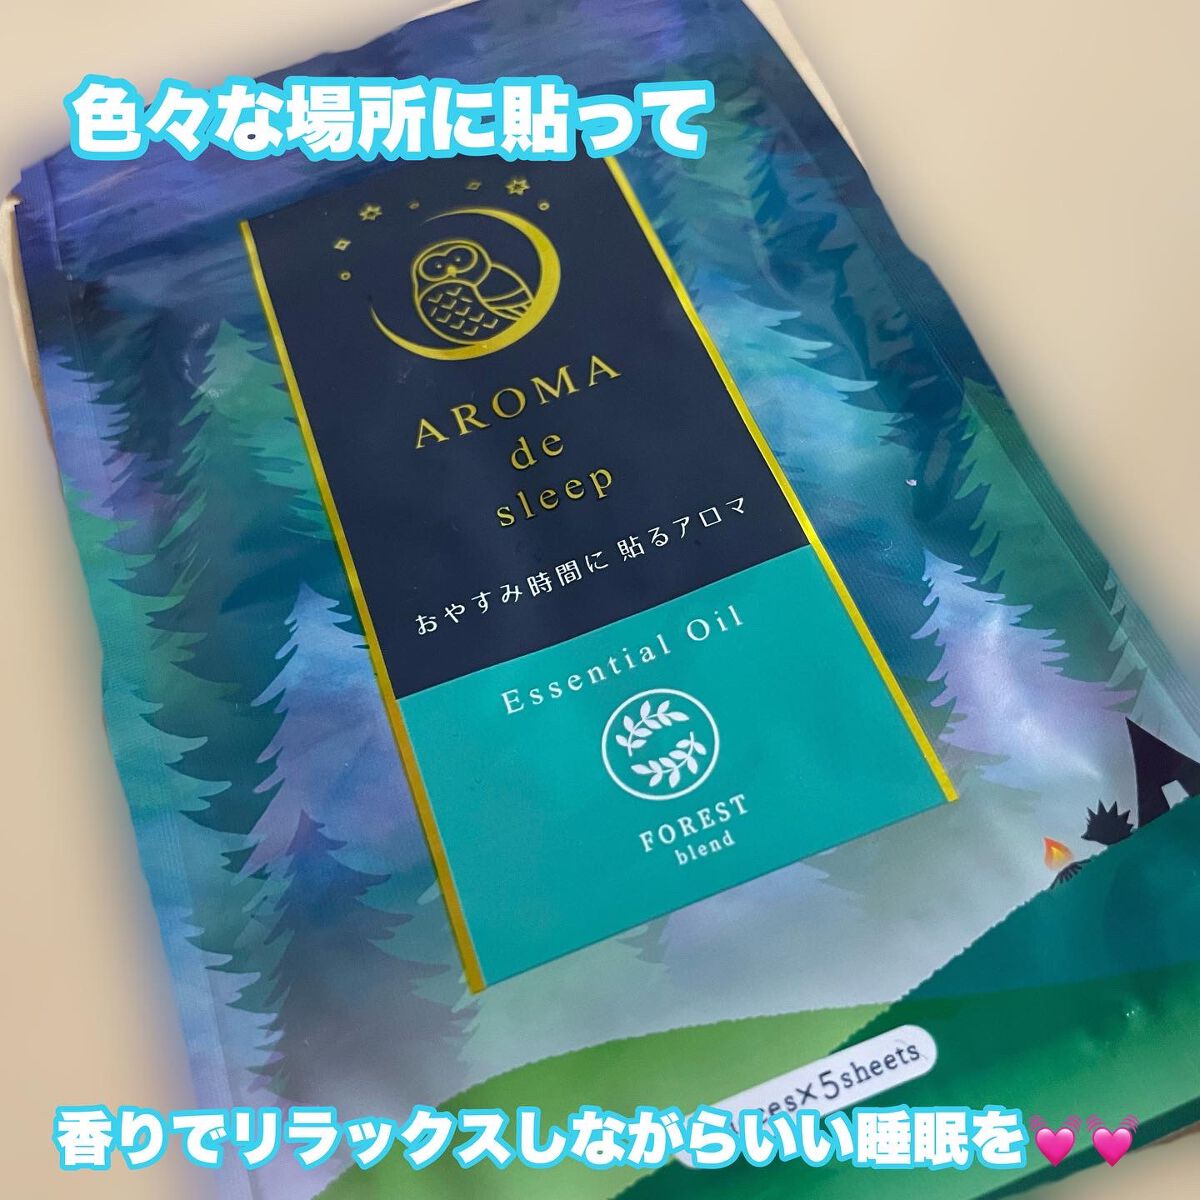 色々な場所に貼って
AROMA
de
sleep
おやすみ時間に 貼るアロマ
Essential Oil
FOREST
blend
×5sheets
香りでリラックスしながらいい睡眠を💓💓